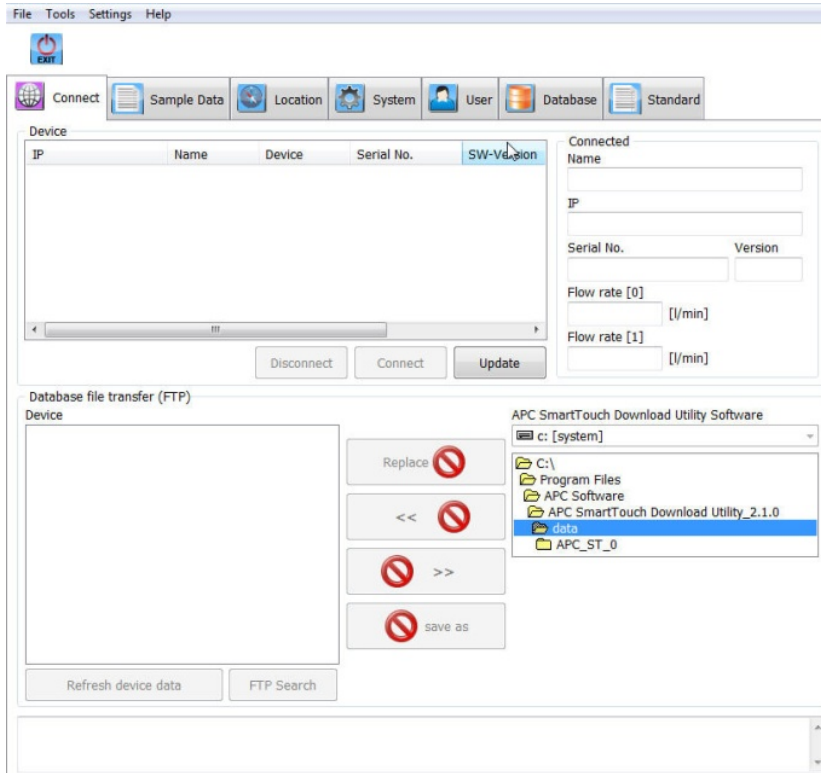 File Tools Settings Help
EXIT
Connect Sample Data Location System User Database Standard
Device
IP Name Device Serial No. SW-Version
Disconnect Connect Update
Connected
Name
IP
Serial No. Version
Flow rate [0]
[l/min]
Flow rate [1]
[l/min]
Database file transfer (FTP)
Device
Replace
<<
>>
save as
Refresh device data FTP Search
APC SmartTouch Download Utility Software
c: [system]
C:\
Program Files
APC Software
APC SmartTouch Download Utility_2.1.0
data
APC_ST_0